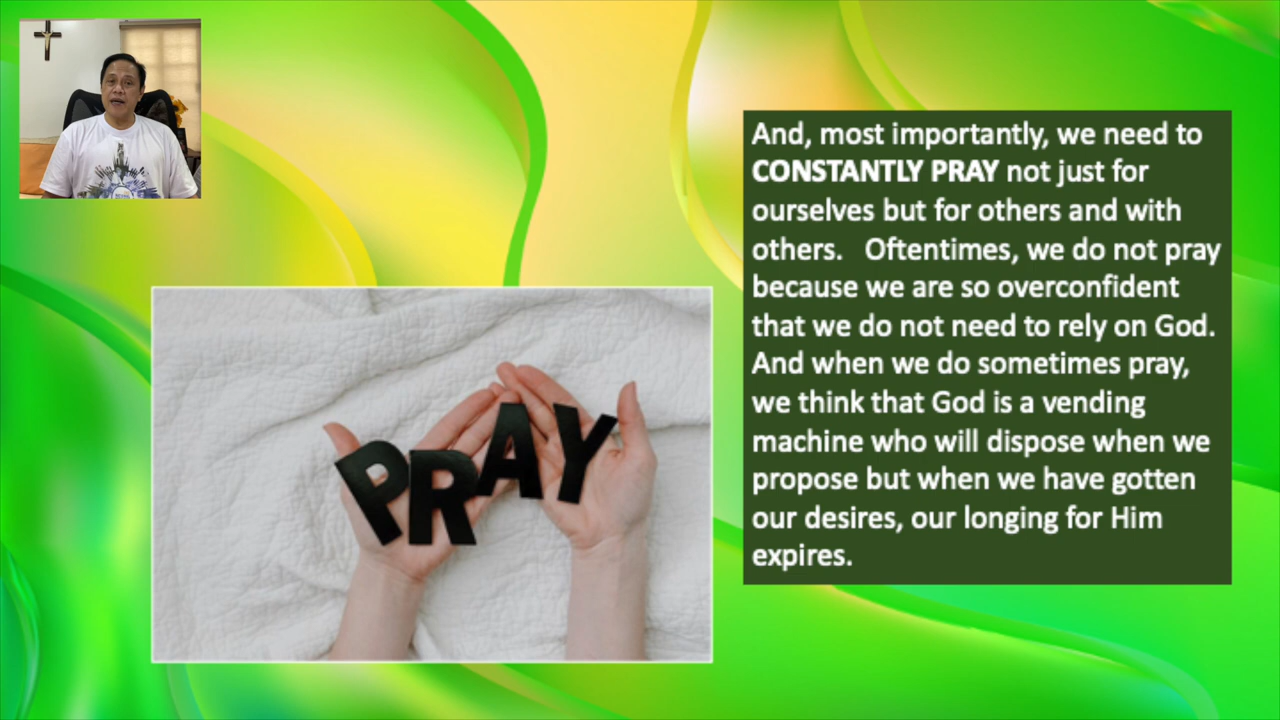 And, most importantly, we need to
CONSTANTLY PRAY not just for
ourselves but for others and with
others.   Oftentimes, we do not pray
because we are so overconfident
that we do not need to rely on God.
And when we do sometimes pray,
we think that God is a vending
machine who will dispose when we
propose but when we have gotten
our desires, our longing for Him
expires.
PRAY